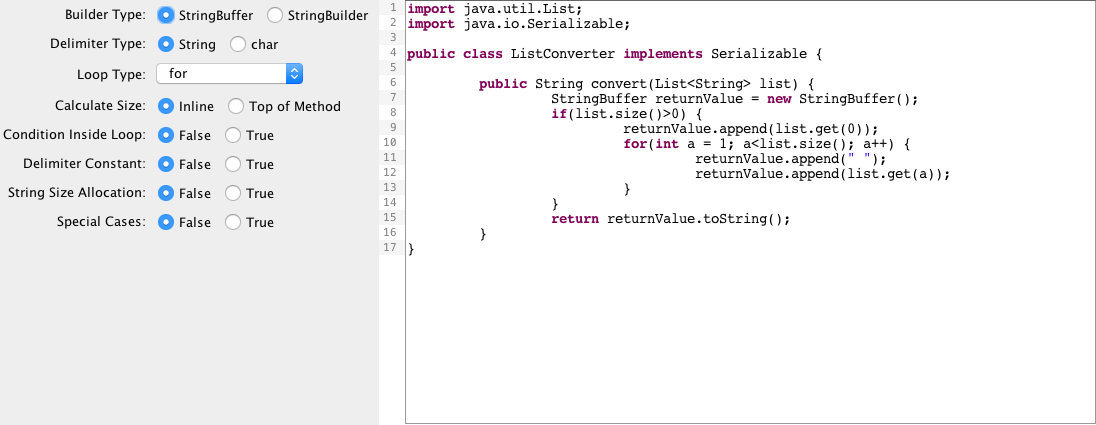 Builder Type: StringBuffer StringBuilder
Delimiter Type: String char
Loop Type: for
Calculate Size: Inline Top of Method
Condition Inside Loop: False True
Delimiter Constant: False True
String Size Allocation: False True
Special Cases: False True
1 import java.util.List;
2 import java.io.Serializable;
3
4 public class ListConverter implements Serializable {
5
6 public String convert(List<String> list) {
7 StringBuffer returnValue = new StringBuffer();
8 if(list.size()>0) {
9 returnValue.append(list.get(0));
10 for(int a = 1; a<list.size(); a++) {
11 returnValue.append(" ");
12 returnValue.append(list.get(a));
13 }
14 }
15 return returnValue.toString();
16 }
17 }